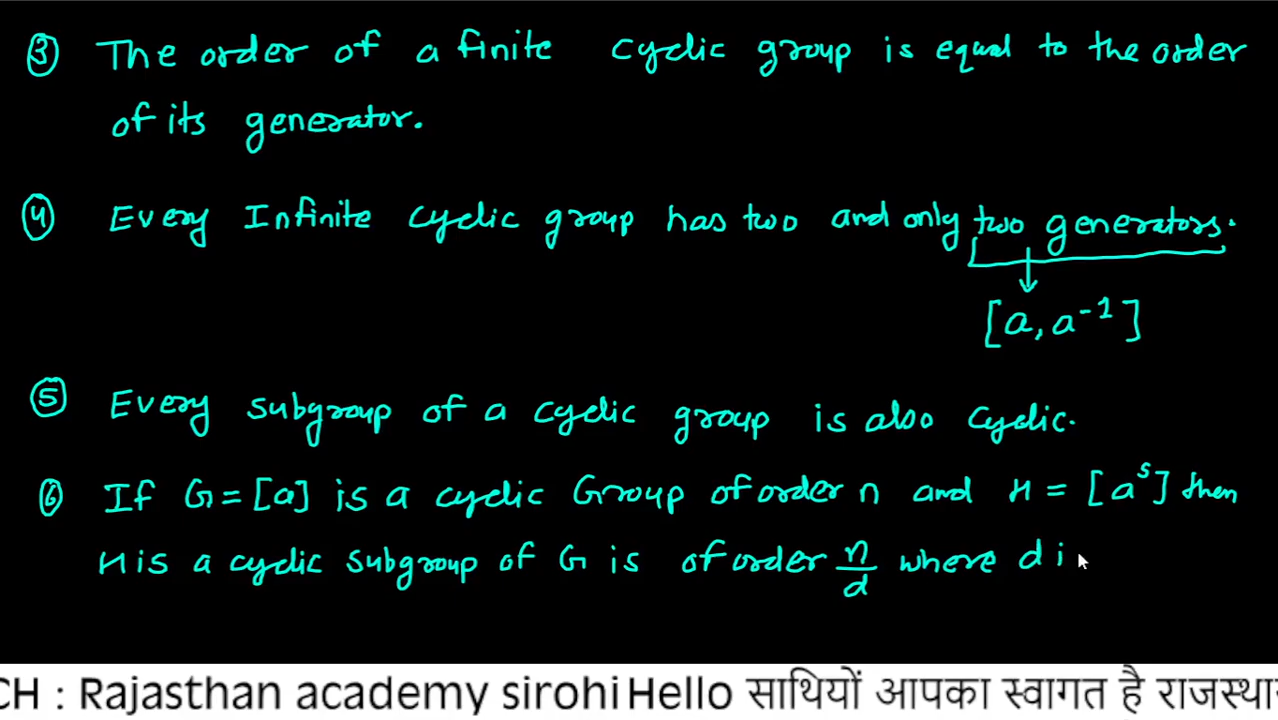 ③ The order of a finite cyclic group is equal to the order
of its generator.
④ Every Infinite cyclic group has two and only two generators.
[a, a⁻¹]
⑤ Every subgroup of a cyclic group is also cyclic.
⑥ If G = [a] is a cyclic Group of order n and H = [aˢ] then
H is a cyclic subgroup of G is of order n/d where d i
CH : Rajasthan academy sirohi Hello साथियों आपका स्वागत है राजस्था